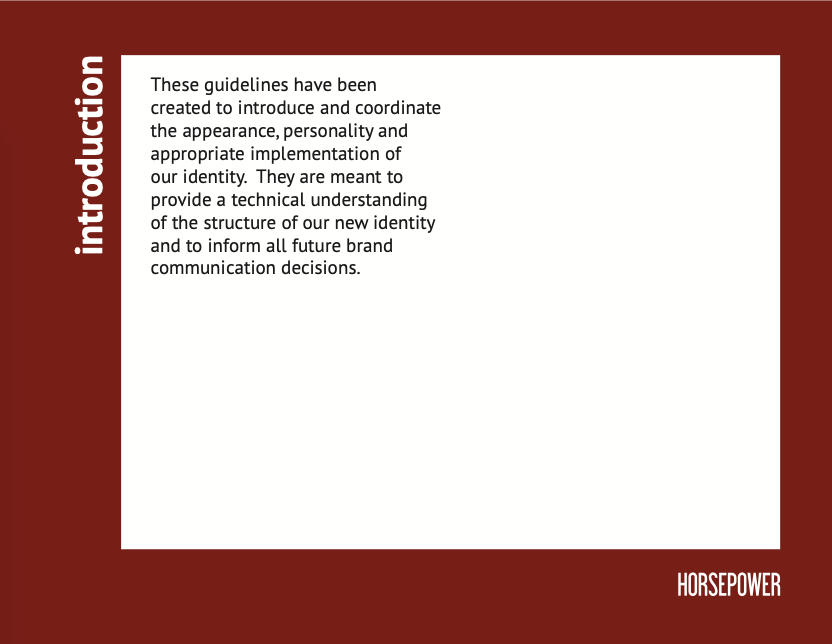 introduction
These guidelines have been
created to introduce and coordinate
the appearance, personality and
appropriate implementation of
our identity.  They are meant to
provide a technical understanding
of the structure of our new identity
and to inform all future brand
communication decisions.
HORSEPOWER